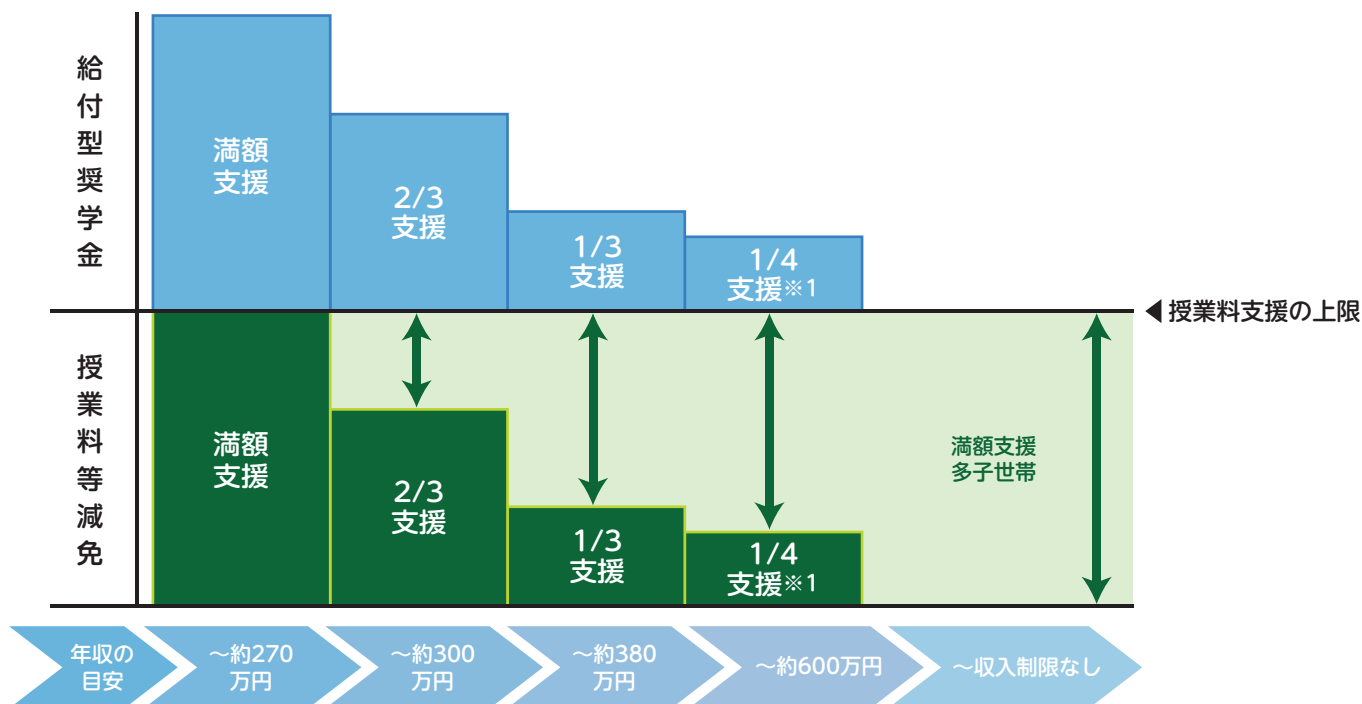 給付型奨学金
満額
支援
2/3
支援
1/3
支援
1/4
支援※1
◀授業料支援の上限
授業料等減免
満額
支援
2/3
支援
1/3
支援
1/4
支援※1
満額支援
多子世帯
年収の
目安
～約270
万円
～約300
万円
～約380
万円
～約600万円
～収入制限なし